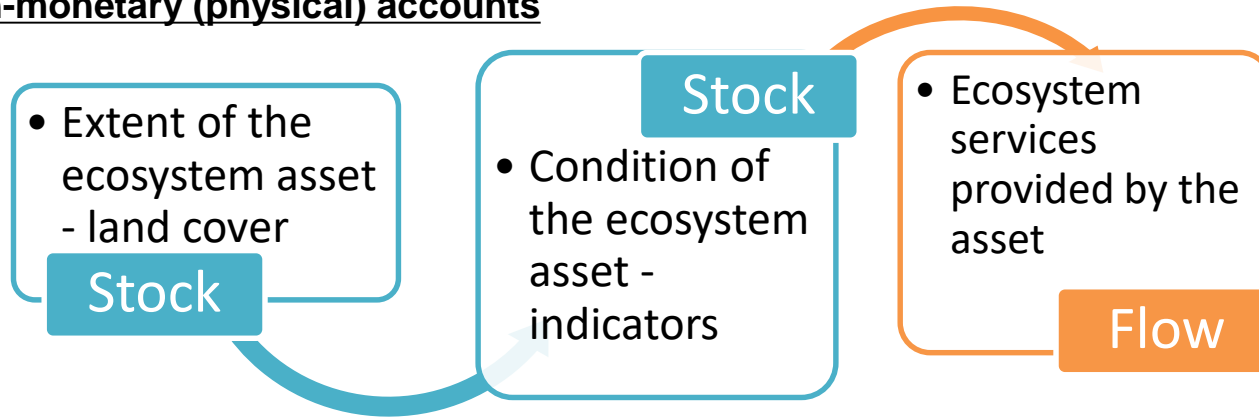 -monetary (physical) accounts
• Extent of the
ecosystem asset
- land cover
Stock
Stock
• Condition of
the ecosystem
asset -
indicators
• Ecosystem
services
provided by the
asset
Flow